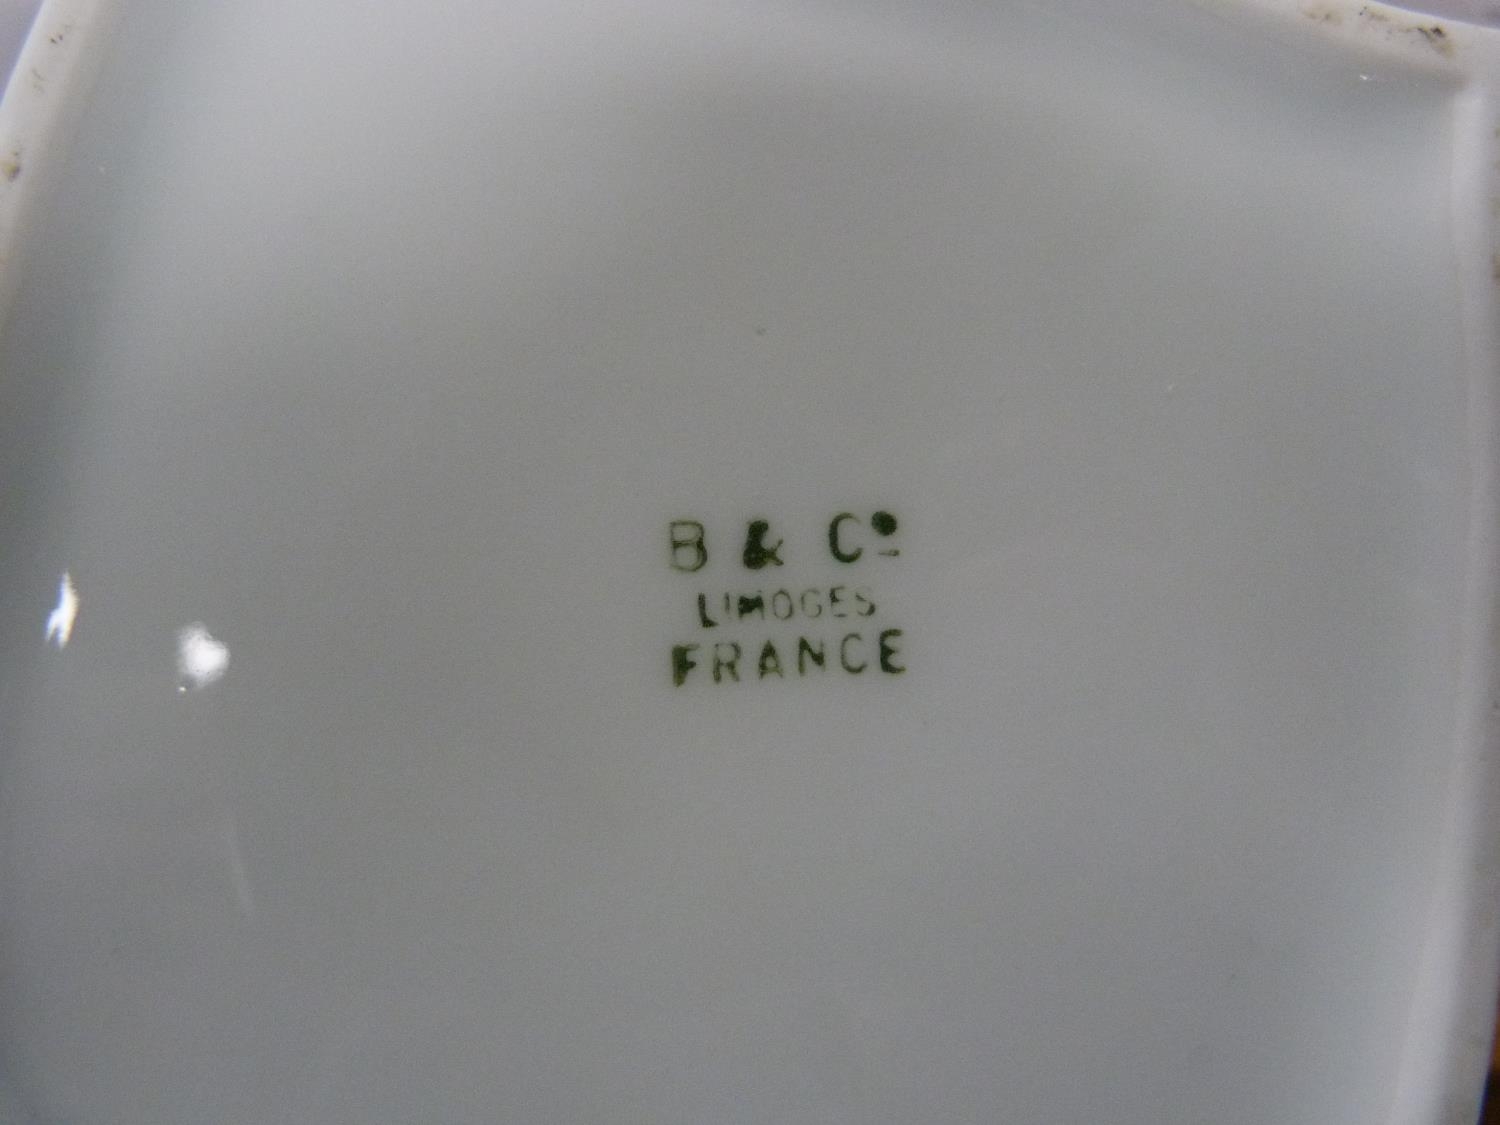 B & Cº
LIMOGES
FRANCE